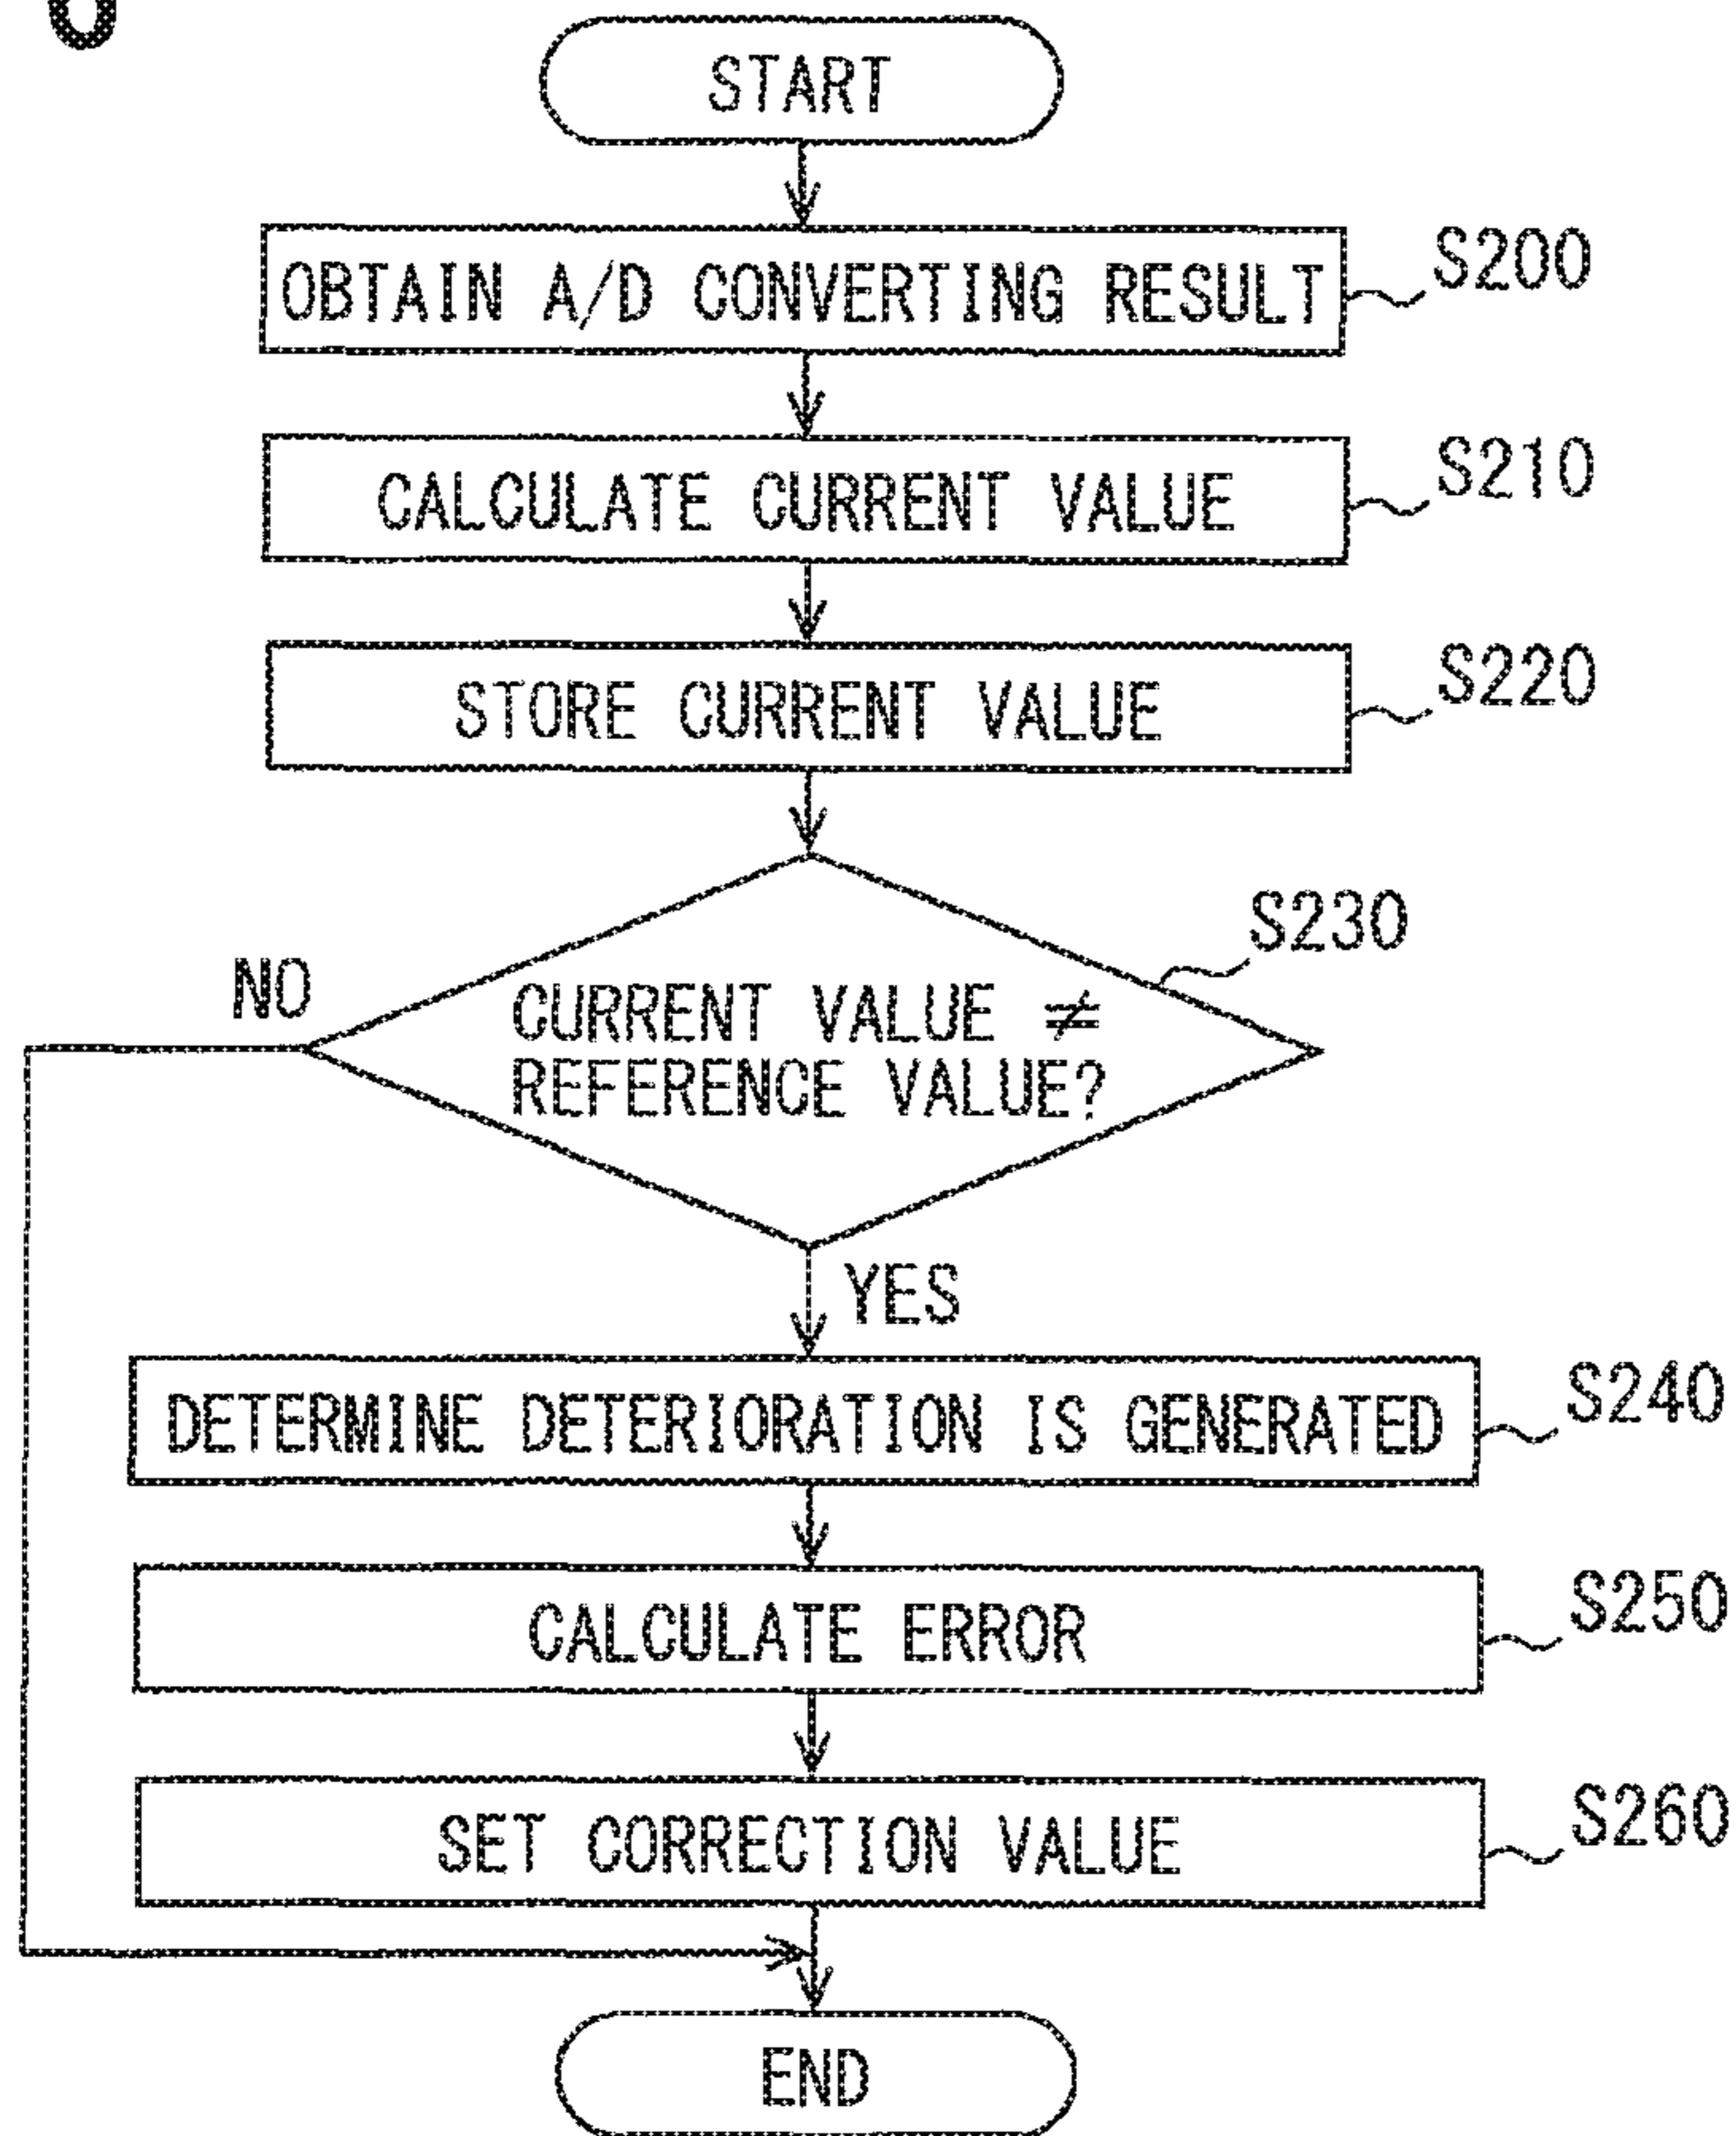 START
OBTAIN A/D CONVERTING RESULT
S200
CALCULATE CURRENT VALUE
S210
STORE CURRENT VALUE
S220
S230
NO
CURRENT VALUE ≠
REFERENCE VALUE?
YES
DETERMINE DETERIORATION IS GENERATED
S240
CALCULATE ERROR
S250
SET CORRECTION VALUE
S260
END